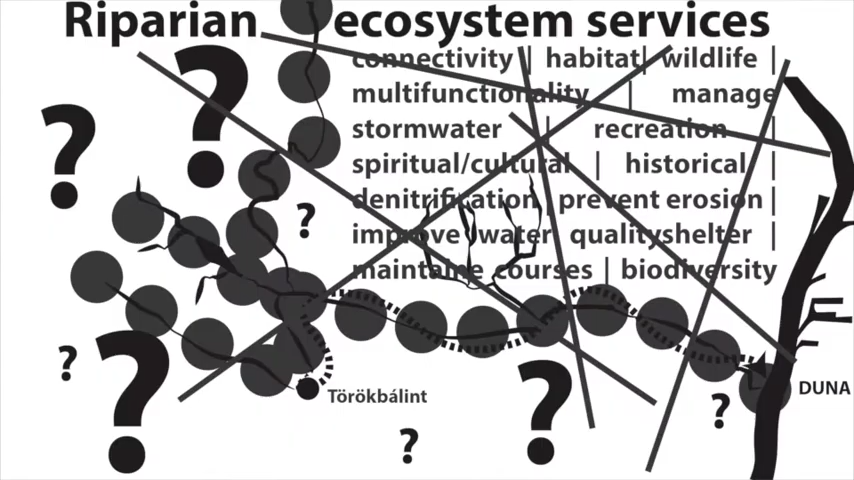 Riparian ecosystem services
connectivity | habitat| wildlife |
multifunctionality | manage
stormwater | recreation |
spiritual/cultural | historical |
denitrification| prevent erosion|
improve water qualityshelter |
maintaine courses | biodiversity
? ? ? ? ? ? ? ? ?
Törökbálint
DUNA